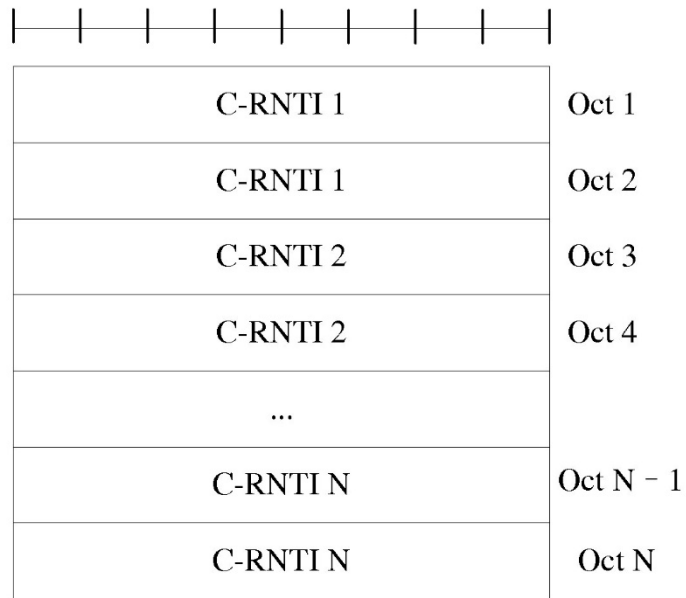 C-RNTI 1 Oct 1
C-RNTI 1 Oct 2
C-RNTI 2 Oct 3
C-RNTI 2 Oct 4
...
C-RNTI N Oct N - 1
C-RNTI N Oct N